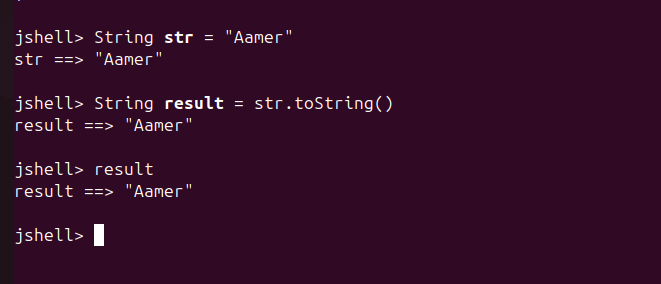 jshell> String str = "Aamer"
str ==> "Aamer"
jshell> String result = str.toString()
result ==> "Aamer"
jshell> result
result ==> "Aamer"
jshell>